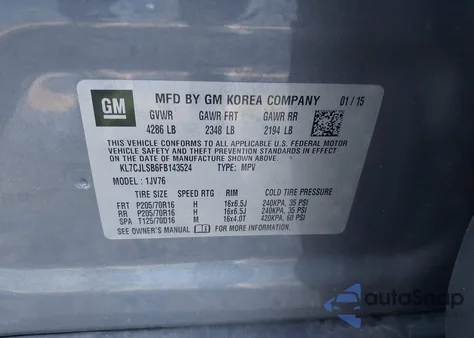 GM
MFD BY GM KOREA COMPANY 01/15
GVWR GAWR FRT GAWR RR
4286 LB 2348 LB 2194 LB
THIS VEHICLE CONFORMS TO ALL APPLICABLE U.S. FEDERAL MOTOR
VEHICLE SAFETY, BUMPER, AND THEFT PREVENTION STANDARDS IN
EFFECT ON THE DATE OF MANUFACTURE SHOWN ABOVE.
KL7CJLSB6FB143524 TYPE: MPV
MODEL : 1JV76
TIRE SIZE SPEED RTG RIM COLD TIRE PRESSURE
FRT P205/70R16 H 16x6.5J 240KPA, 35 PSI
RR P205/70R16 H 16x6.5J 240KPA, 35 PSI
SPA T125/70D16 M 16x4.0T 420KPA, 60 PSI
SEE OWNER'S MANUAL FOR ADDITIONAL INFORMATION.
autoSnap